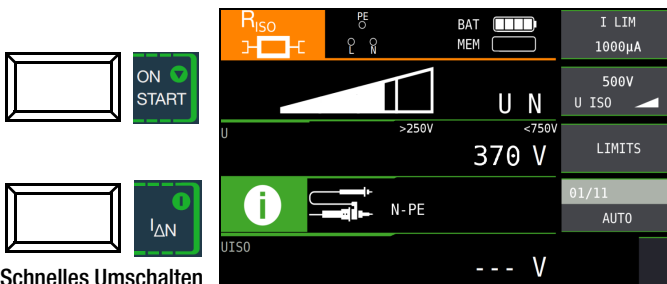 RISO
PE
L N
BAT
MEM
I LIM
1000µA
ON
START
500V
U ISO
U N
U
>250V
<750V
370 V
LIMITS
I
IΔN
i
N-PE
01/11
AUTO
UISO
--- V
Schnelles Umschalten